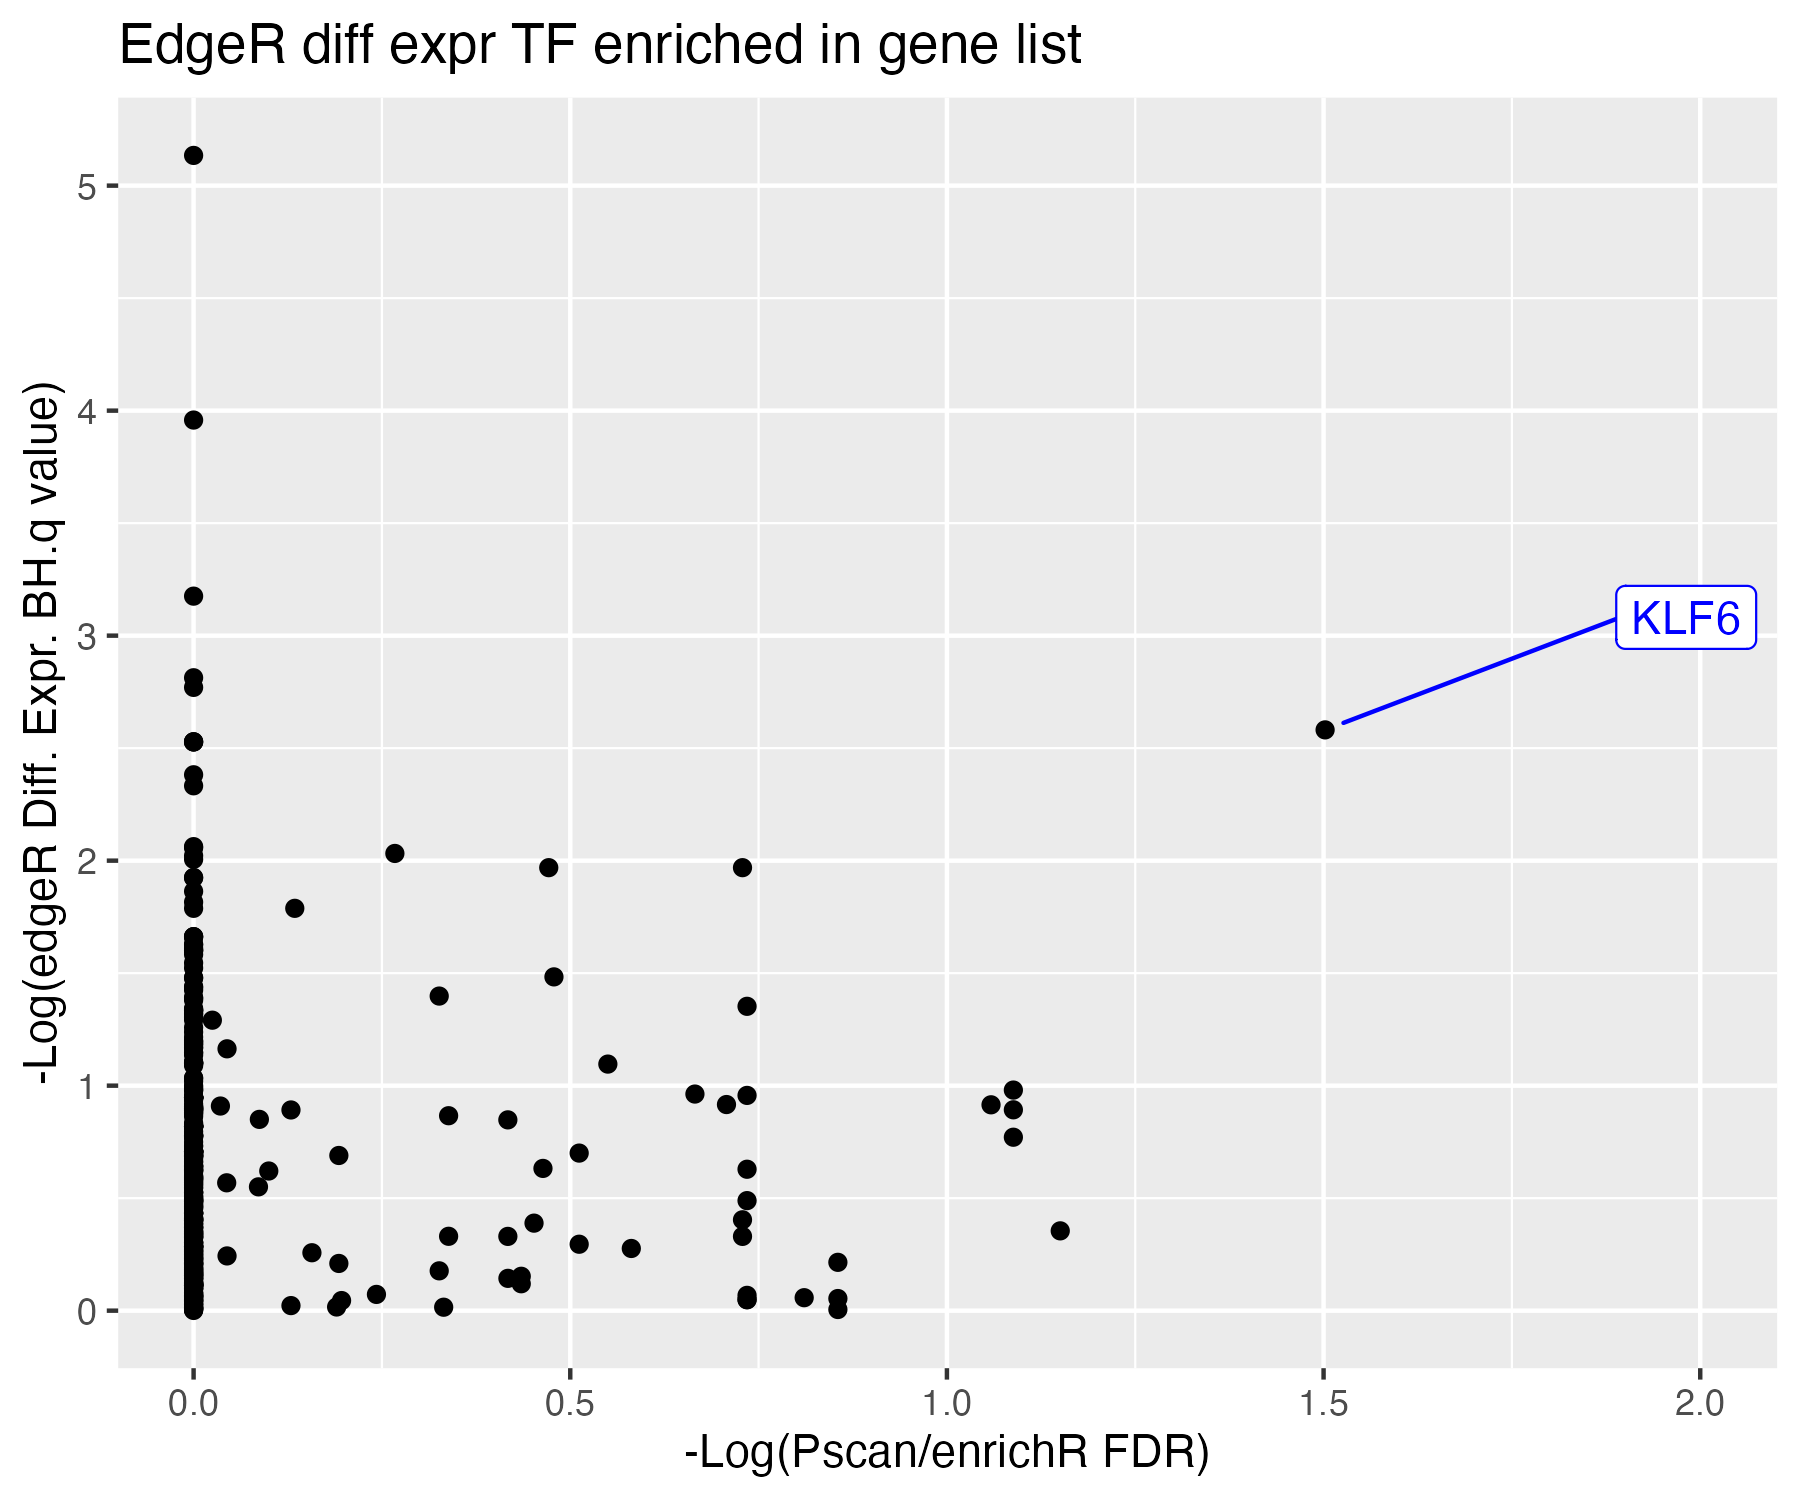 EdgeR diff expr TF enriched in gene list
-Log(edgeR Diff. Expr. BH.q value)
5
4
3
2
1
0
KLF6
0.0 0.5 1.0 1.5 2.0
-Log(Pscan/enrichR FDR)